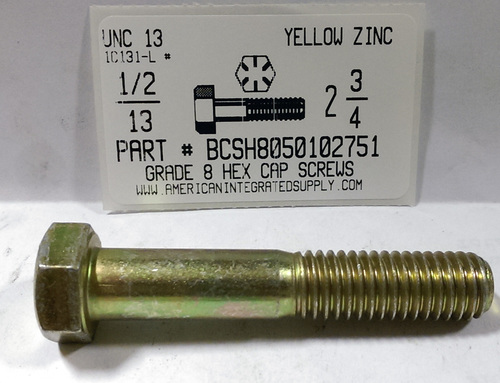 UNC 13 YELLOW ZINC
1C131-L #
1/2
13
2 3/4
PART # BCSH8050102751
GRADE 8 HEX CAP SCREWS
WWW.AMERICANINTEGRATEDSUPPLY.COM